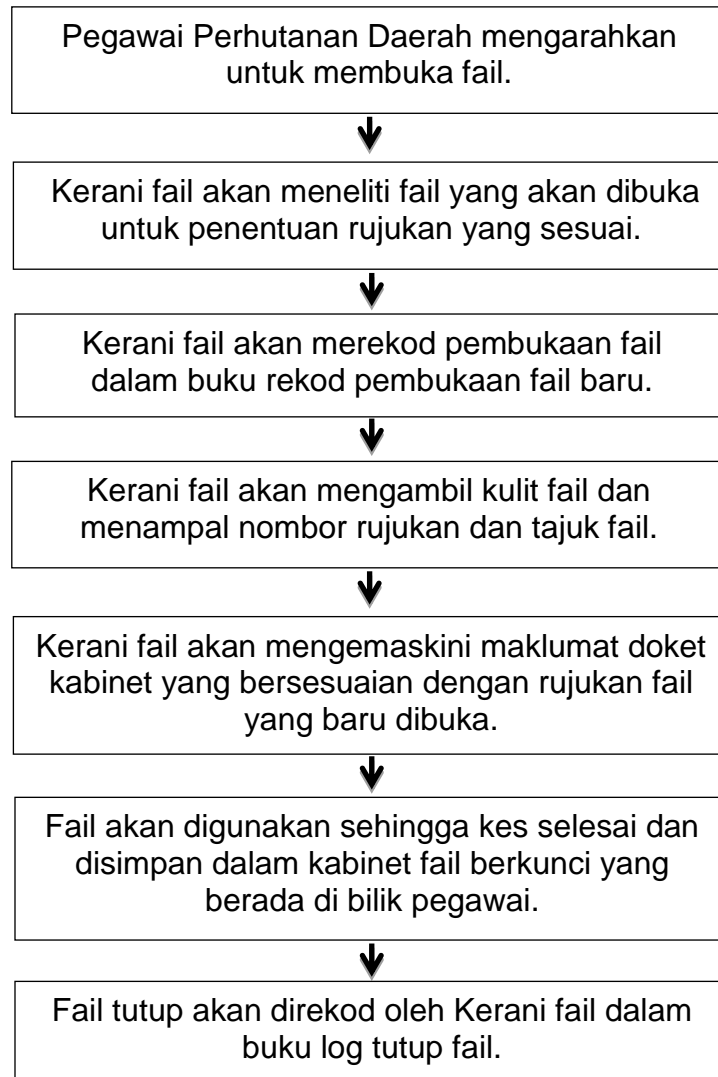 Pegawai Perhutanan Daerah mengarahkan
untuk membuka fail.
Kerani fail akan meneliti fail yang akan dibuka
untuk penentuan rujukan yang sesuai.
Kerani fail akan merekod pembukaan fail
dalam buku rekod pembukaan fail baru.
Kerani fail akan mengambil kulit fail dan
menampal nombor rujukan dan tajuk fail.
Kerani fail akan mengemaskini maklumat doket
kabinet yang bersesuaian dengan rujukan fail
yang baru dibuka.
Fail akan digunakan sehingga kes selesai dan
disimpan dalam kabinet fail berkunci yang
berada di bilik pegawai.
Fail tutup akan direkod oleh Kerani fail dalam
buku log tutup fail.